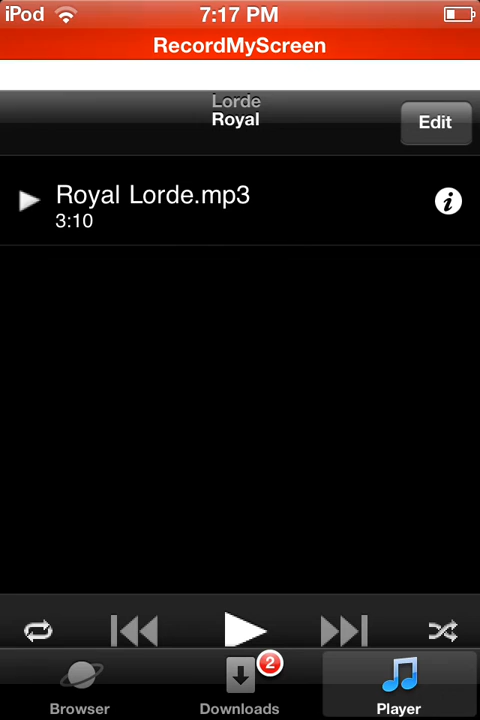 iPod 7:17 PM
RecordMyScreen
Lorde
Royal
Edit
Royal Lorde.mp3
3:10
i
2
Browser Downloads Player